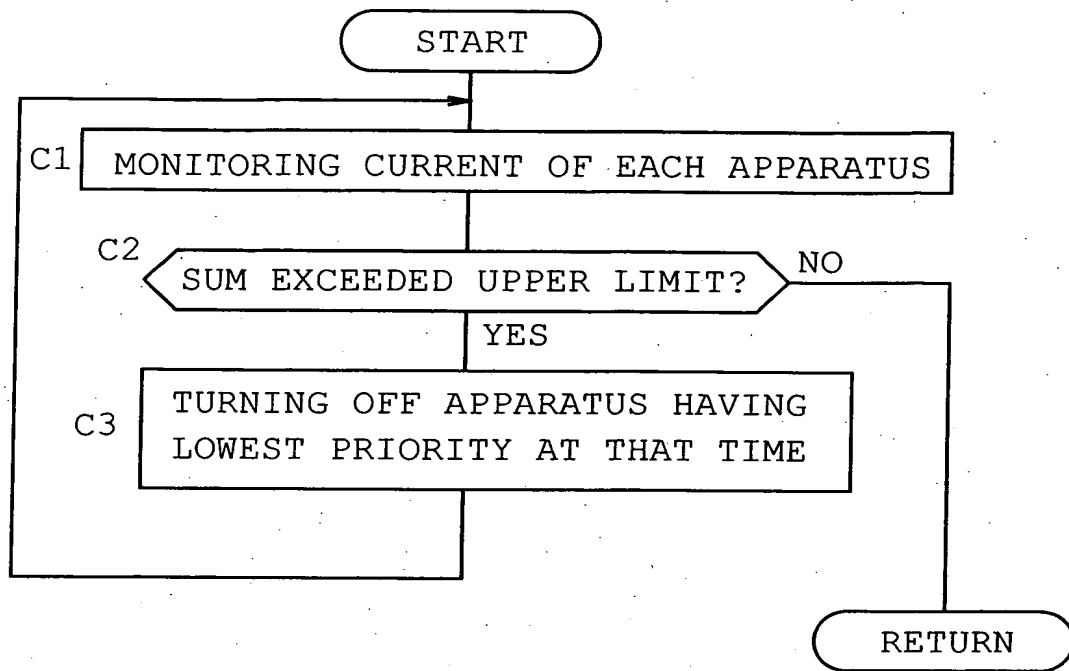 START
C1
MONITORING CURRENT OF EACH APPARATUS
C2
SUM EXCEEDED UPPER LIMIT?
NO
YES
C3
TURNING OFF APPARATUS HAVING
LOWEST PRIORITY AT THAT TIME
RETURN